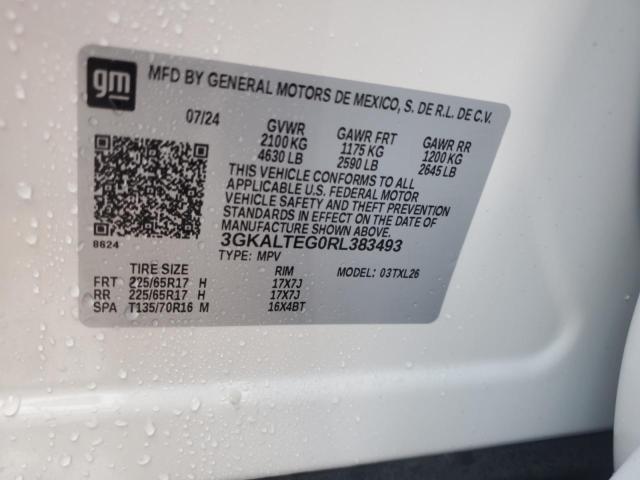 gm
MFD BY GENERAL MOTORS DE MEXICO, S. DE R.L. DE C.V.
07/24 GVWR GAWR FRT GAWR RR
2100 KG 1175 KG 1200 KG
4630 LB 2590 LB 2645 LB
THIS VEHICLE CONFORMS TO ALL
APPLICABLE U.S. FEDERAL MOTOR
VEHICLE SAFETY AND THEFT PREVENTION
STANDARDS IN EFFECT ON THE DATE OF
MANUFACTURE SHOWN ABOVE.
8624 3GKALTEG0RL383493
TYPE: MPV MODEL: 03TXL26
TIRE SIZE RIM
FRT 225/65R17 H 17X7J
RR 225/65R17 H 17X7J
SPA T135/70R16 M 16X4BT